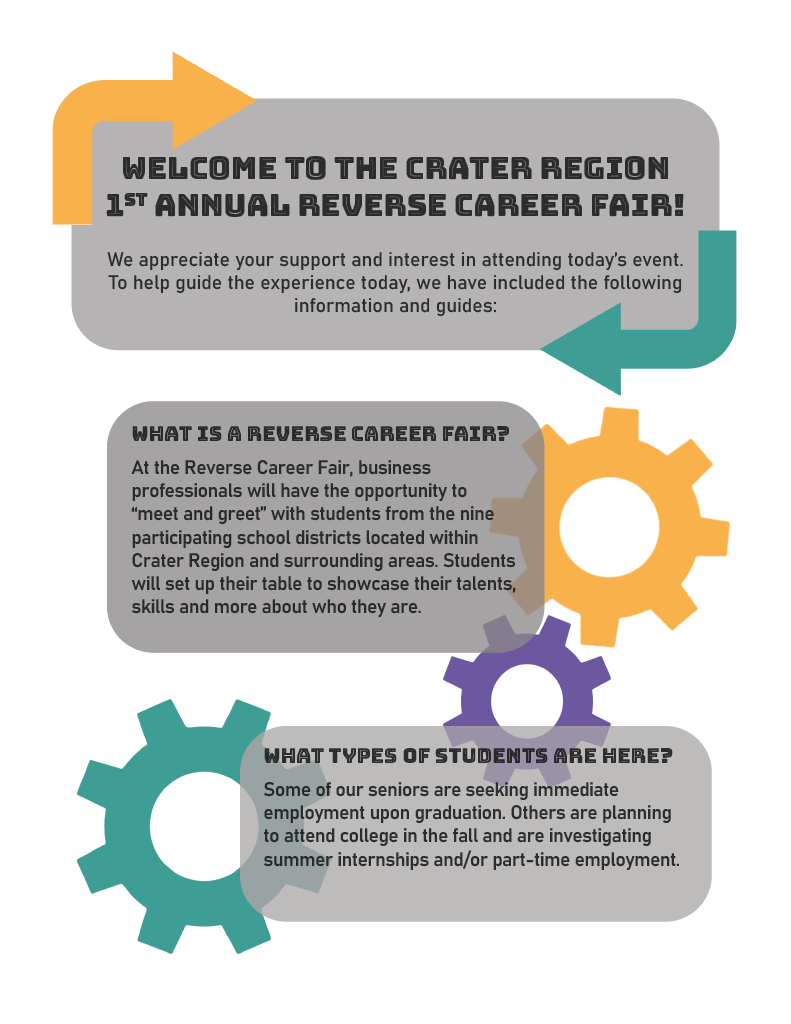 WELCOME TO THE CRATER REGION
1ST ANNUAL REVERSE CAREER FAIR!
We appreciate your support and interest in attending today's event.
To help guide the experience today, we have included the following
information and guides:
WHAT IS A REVERSE CAREER FAIR?
At the Reverse Career Fair, business
professionals will have the opportunity to
“meet and greet” with students from the nine
participating school districts located within
Crater Region and surrounding areas. Students
will set up their table to showcase their talents,
skills and more about who they are.
WHAT TYPES OF STUDENTS ARE HERE?
Some of our seniors are seeking immediate
employment upon graduation. Others are planning
to attend college in the fall and are investigating
summer internships and/or part-time employment.